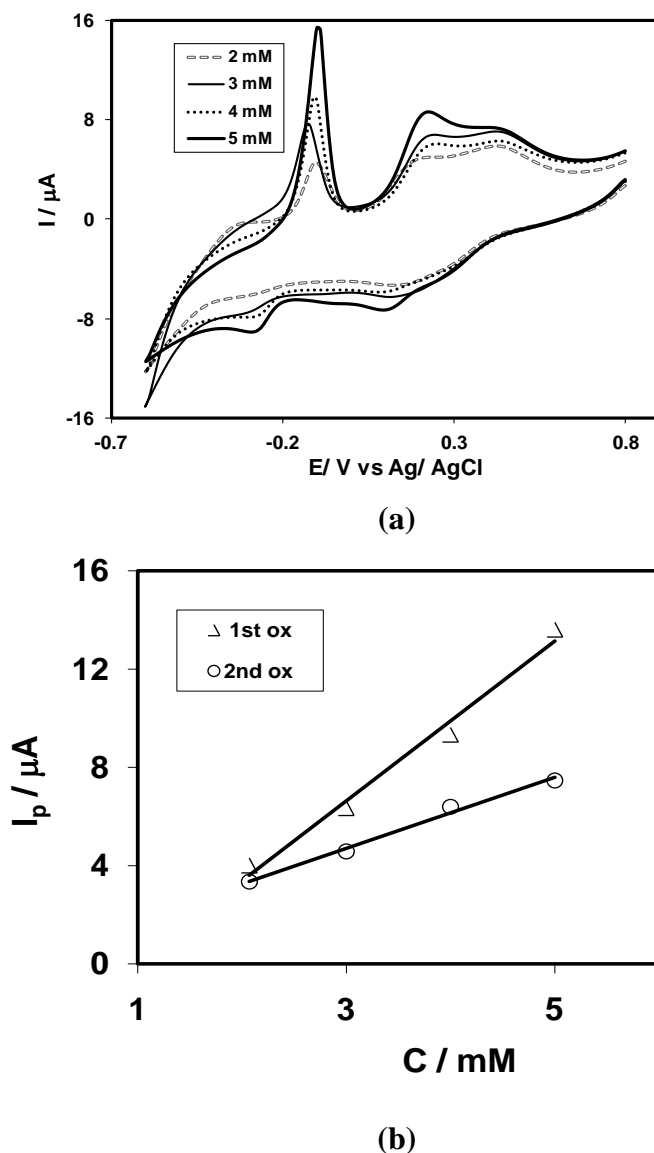 16
8
0
-8
-16
I / µA
2 mM
3 mM
4 mM
5 mM
-0.7
-0.2
0.3
0.8
E/ V vs Ag/ AgCl
(a)
16
12
8
4
0
I_p / µA
1st ox
2nd ox
1
3
5
C / mM
(b)